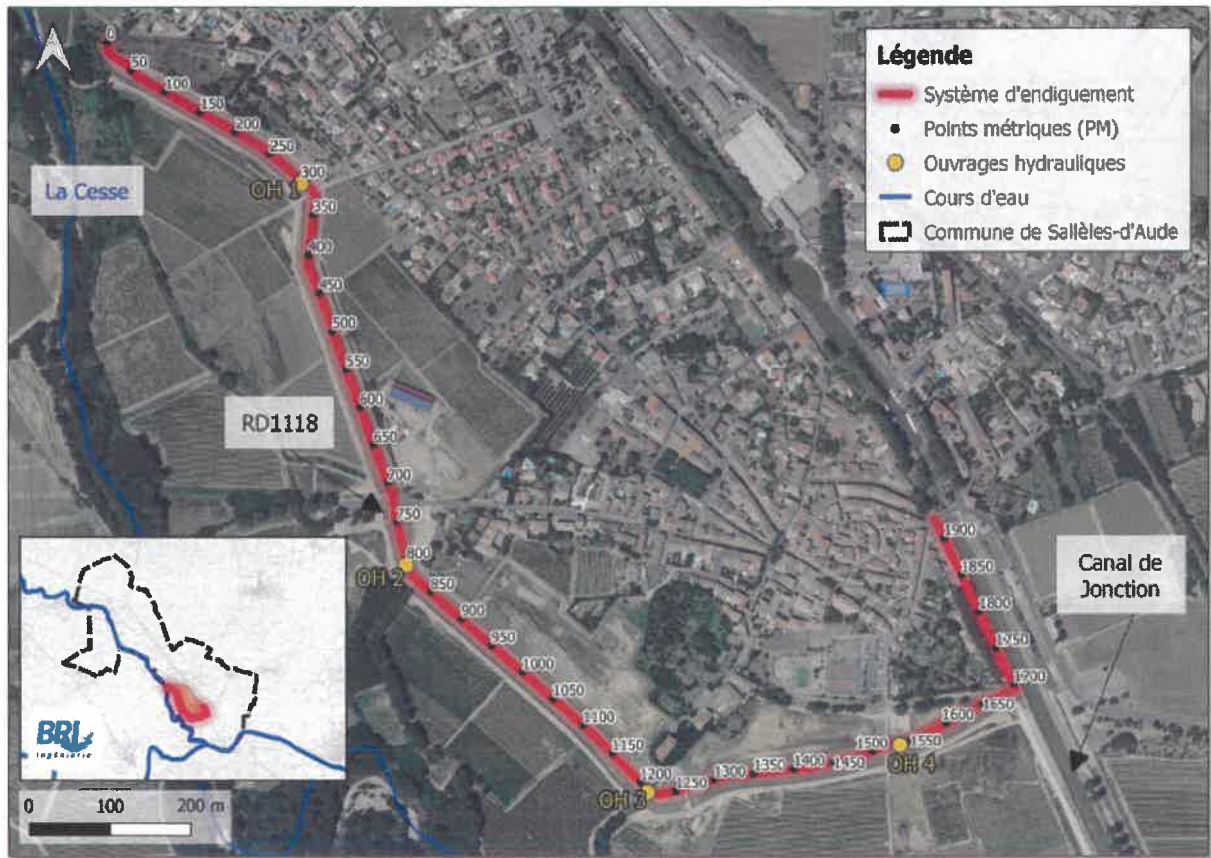 Légende
Système d'endiguement
Points métriques (PM)
Ouvrages hydrauliques
Cours d'eau
Commune de Sallèles-d'Aude
0
50
100
150
200
250
300
OH 1
350
400
450
500
550
600
650
700
750
800
OH 2
850
900
950
1000
1050
1100
1150
1200
OH 3
1250
1300
1350
1400
1450
1500
OH 4
1550
1600
1650
1700
1750
1800
1850
1900
La Cesse
RD1118
Canal de
Jonction
BRL
Ingénierie
0 100 200 m